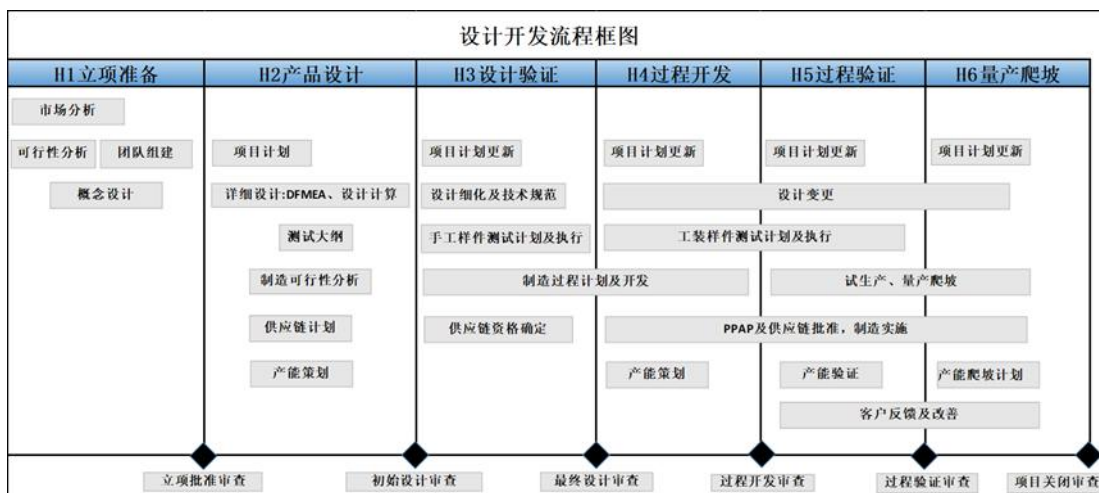 设计开发流程框图
H1立项准备 H2产品设计 H3设计验证 H4过程开发 H5过程验证 H6量产爬坡
市场分析
可行性分析 团队组建 项目计划 项目计划更新 项目计划更新 项目计划更新 项目计划更新
概念设计 详细设计:DFMEA、设计计算 设计细化及技术规范 设计变更
测试大纲 手工样件测试计划及执行 工装样件测试计划及执行
制造可行性分析 制造过程计划及开发 试生产、量产爬坡
供应链计划 供应链资格确定 PPAP及供应链批准，制造实施
产能策划 产能策划 产能验证 产能爬坡计划
客户反馈及改善
立项批准审查 初始设计审查 最终设计审查 过程开发审查 过程验证审查 项目关闭审查